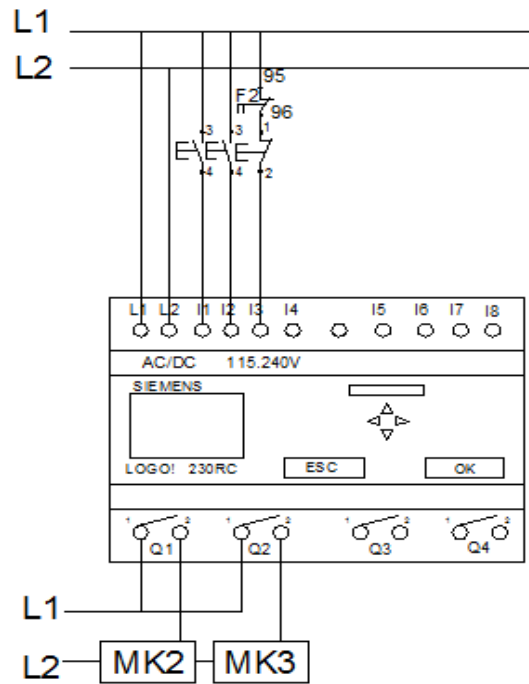 L1
L2
95
F2
96
3 3 1
4 4 2
L1 L2 I1 I2 I3 I4 I5 I6 I7 I8
AC/DC 115.240V
SIEMENS
LOGO! 230RC ESC OK
1 2 1 2 1 2 1 2
Q1 Q2 Q3 Q4
L1
L2 MK2 MK3